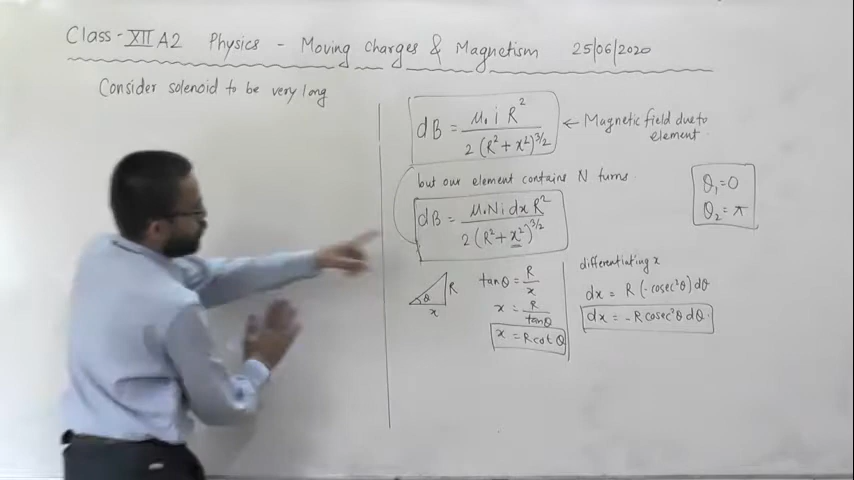 Class-XII A2 Physics - Moving Charges & Magnetism 25/06/2020
Consider solenoid to be very long
dB = μ₀ i R² / 2 (R² + x²)^3/2 ← Magnetic field due to element.
but our element contains N turns.
dB = μ₀ N i dx R² / 2 (R² + x²)^3/2
θ₁ = 0
θ₂ = π
θ R x
tanθ = R / x
x = R / tanθ
x = R cot θ
differentiating x
dx = R (-cosec²θ) dθ
dx = -R cosec²θ dθ.